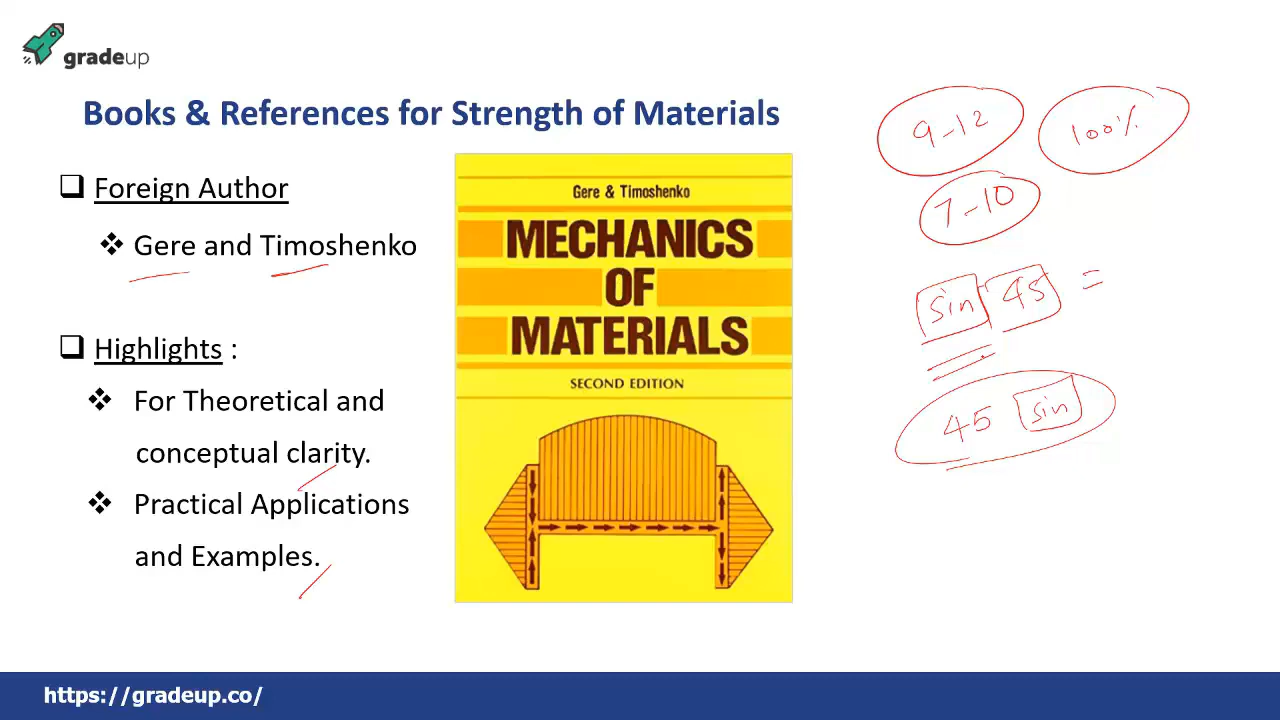 gradeup
Books & References for Strength of Materials
Foreign Author
Gere and Timoshenko
Highlights :
For Theoretical and
conceptual clarity.
Practical Applications
and Examples.
Gere & Timoshenko
MECHANICS
OF
MATERIALS
SECOND EDITION
9-12
100%
7-10
sin 45 =
45 sin
https://gradeup.co/